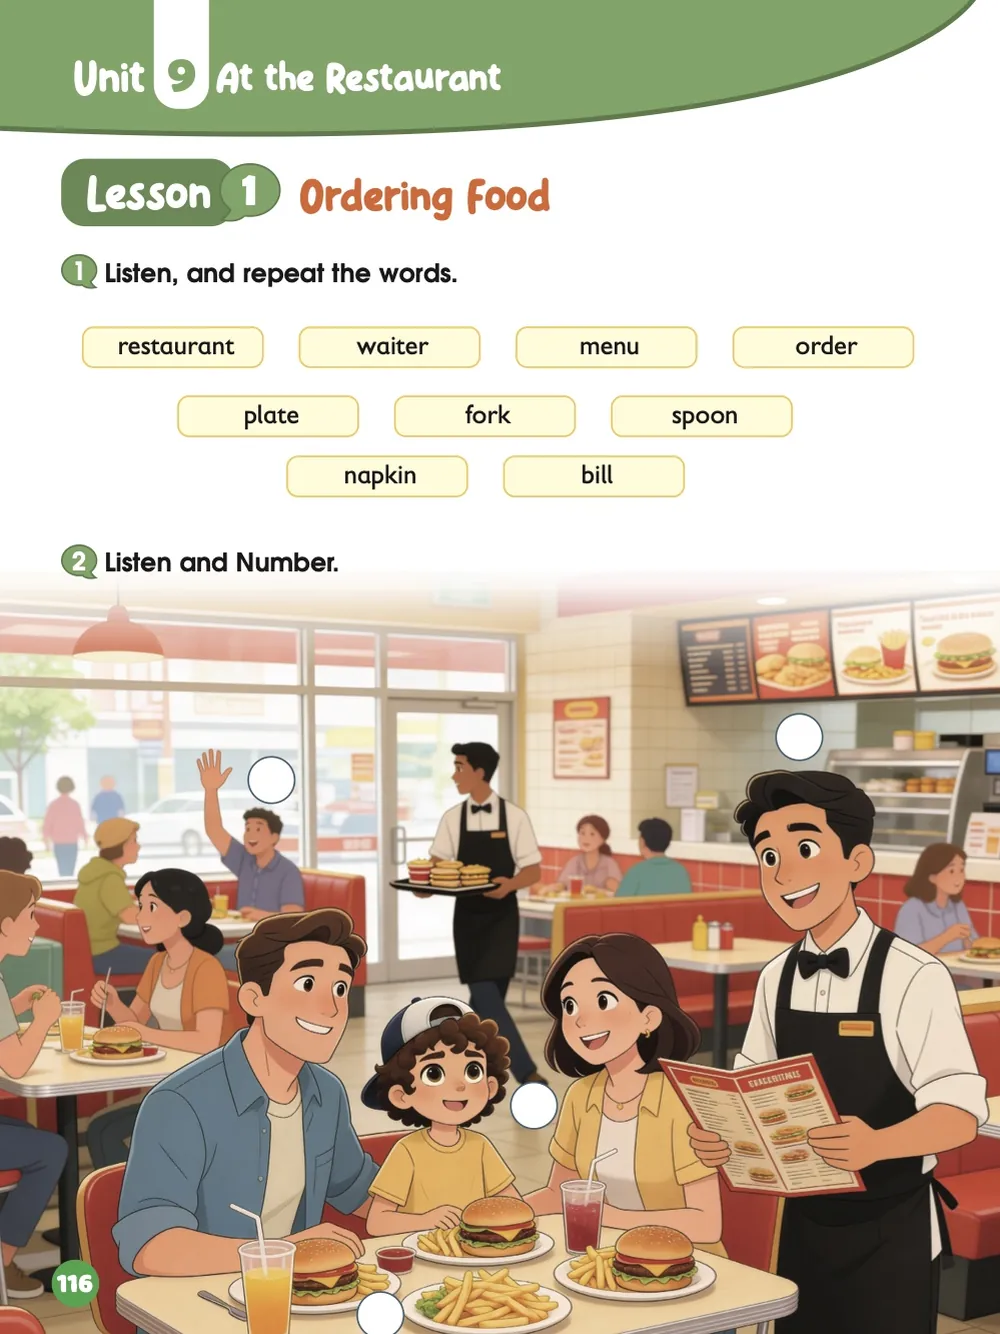 Unit 9 At the Restaurant
Lesson 1 Ordering Food
1 Listen, and repeat the words.
restaurant waiter menu order
plate fork spoon
napkin bill
2 Listen and Number.
116